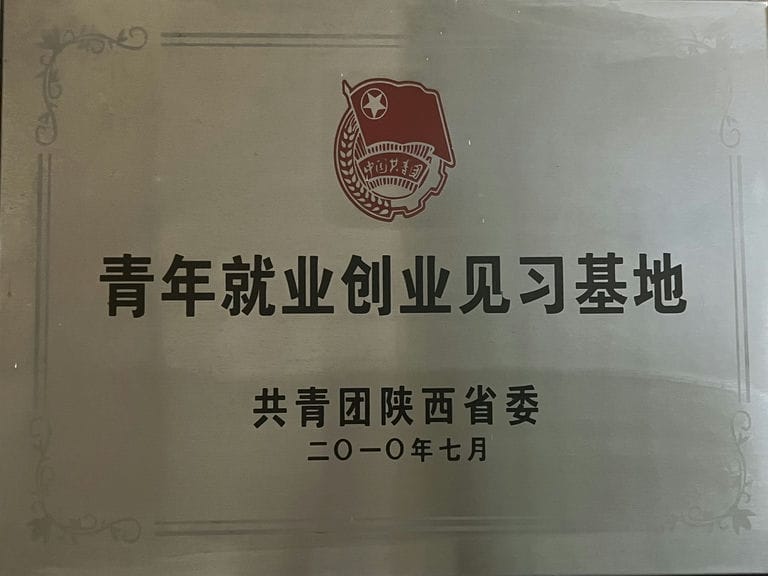 中国共青团
青年就业创业见习基地
共青团陕西省委
二〇一〇年七月